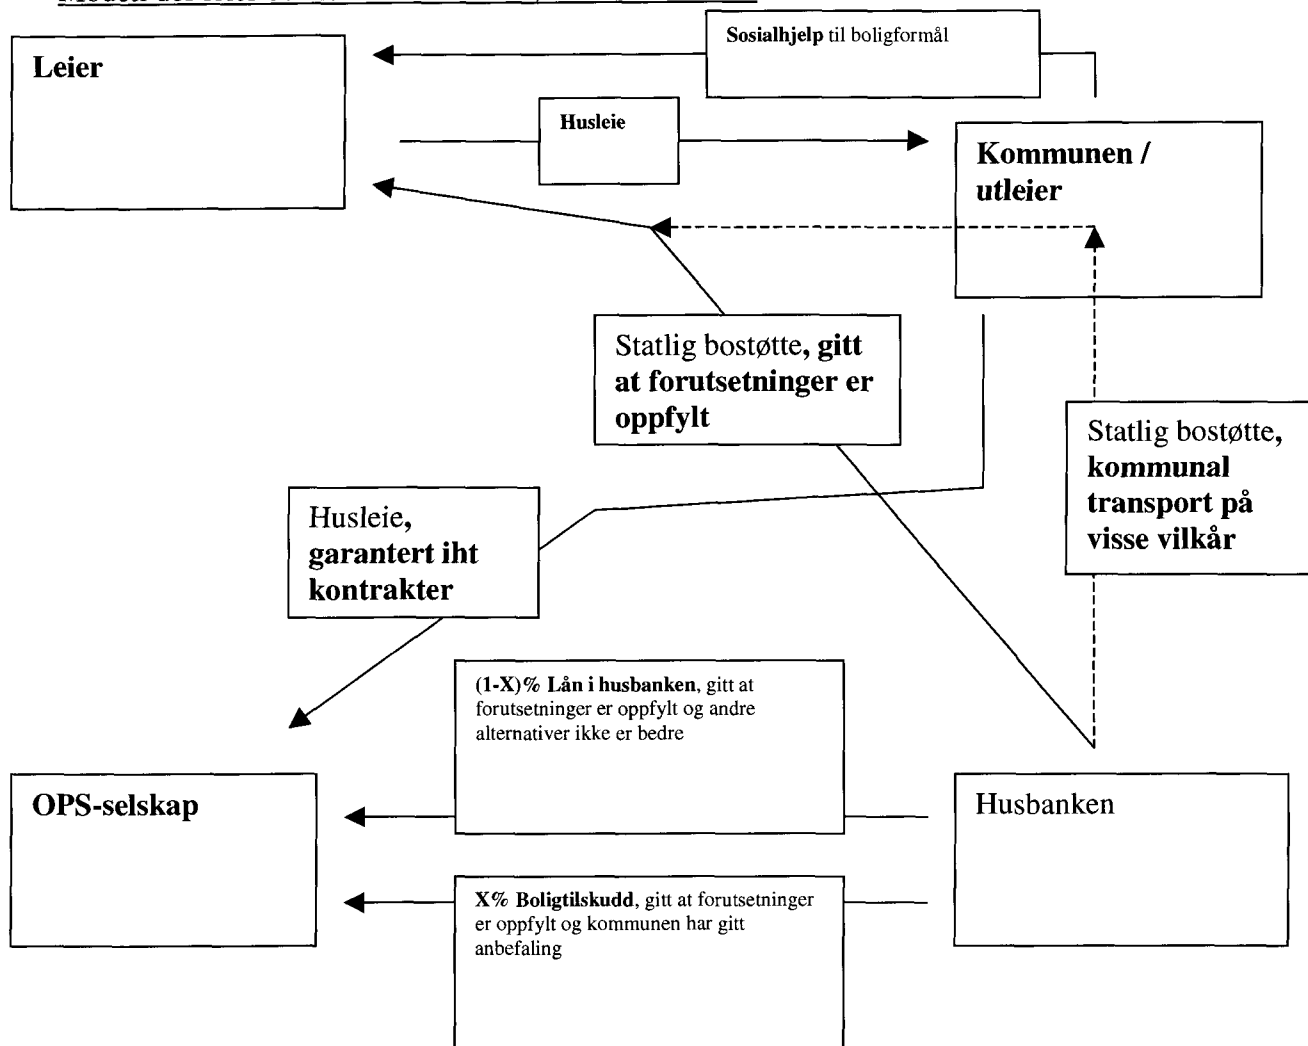 Leier
Sosialhjelp til boligformål
Husleie
Kommunen /
utleier
Statlig bostøtte, gitt
at forutsetninger er
oppfylt
Statlig bostøtte,
kommunal
transport på
visse vilkår
Husleie,
garantert iht
kontrakter
(1-X)% Lån i husbanken, gitt at
forutsetninger er oppfylt og andre
alternativer ikke er bedre
OPS-selskap
Husbanken
X% Boligtilskudd, gitt at forutsetninger
er oppfylt og kommunen har gitt
anbefaling